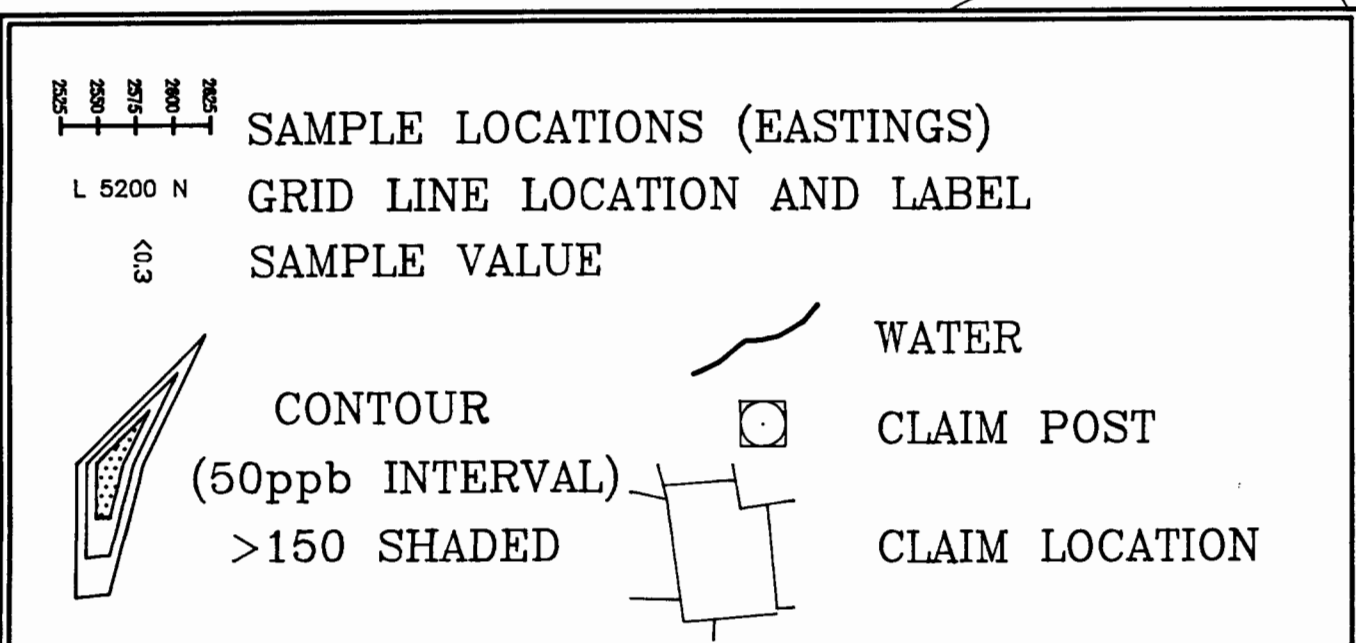 2525 2550 2575 2600 2625
SAMPLE LOCATIONS (EASTINGS)
L 5200 N
GRID LINE LOCATION AND LABEL
<0.3
SAMPLE VALUE
WATER
CONTOUR
(50ppb INTERVAL)
>150 SHADED
CLAIM POST
CLAIM LOCATION